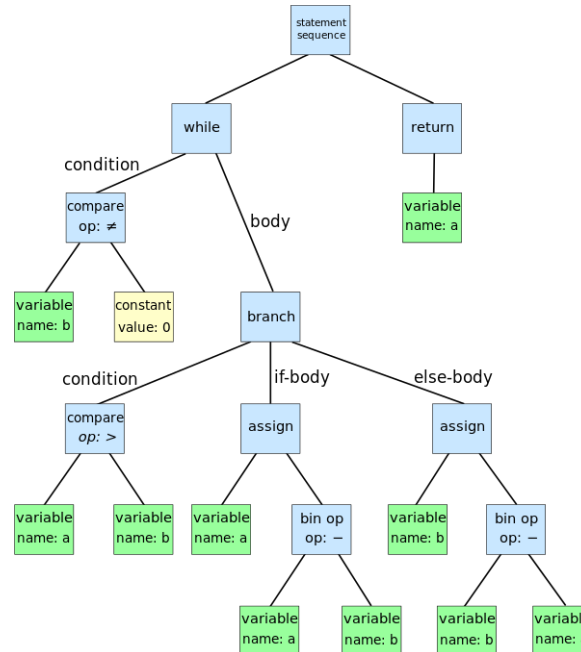 statement
sequence
while
return
condition
body
compare
op: ≠
variable
name: a
variable
name: b
constant
value: 0
branch
condition
if-body
else-body
compare
op: >
assign
assign
variable
name: a
variable
name: b
variable
name: a
bin op
op: −
variable
name: b
bin op
op: −
variable
name: a
variable
name: b
variable
name: b
variable
name: